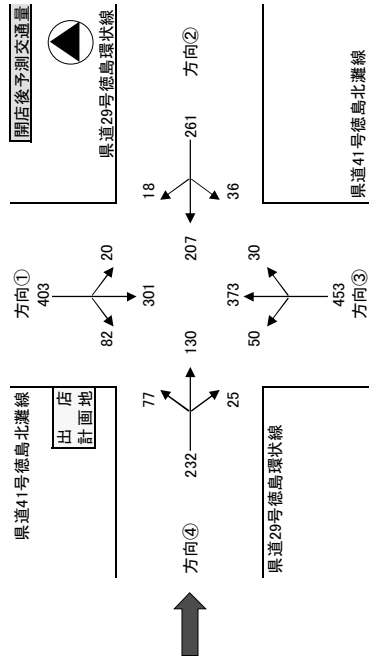 開店後予測交通量
県道29号徳島環状線
方向②
261
18
36
207
県道41号徳島北灘線
方向①
403
20
82
301
373
30
50
453
方向③
130
77
25
232
方向④
県道41号徳島北灘線
出　店
計画地
県道29号徳島環状線